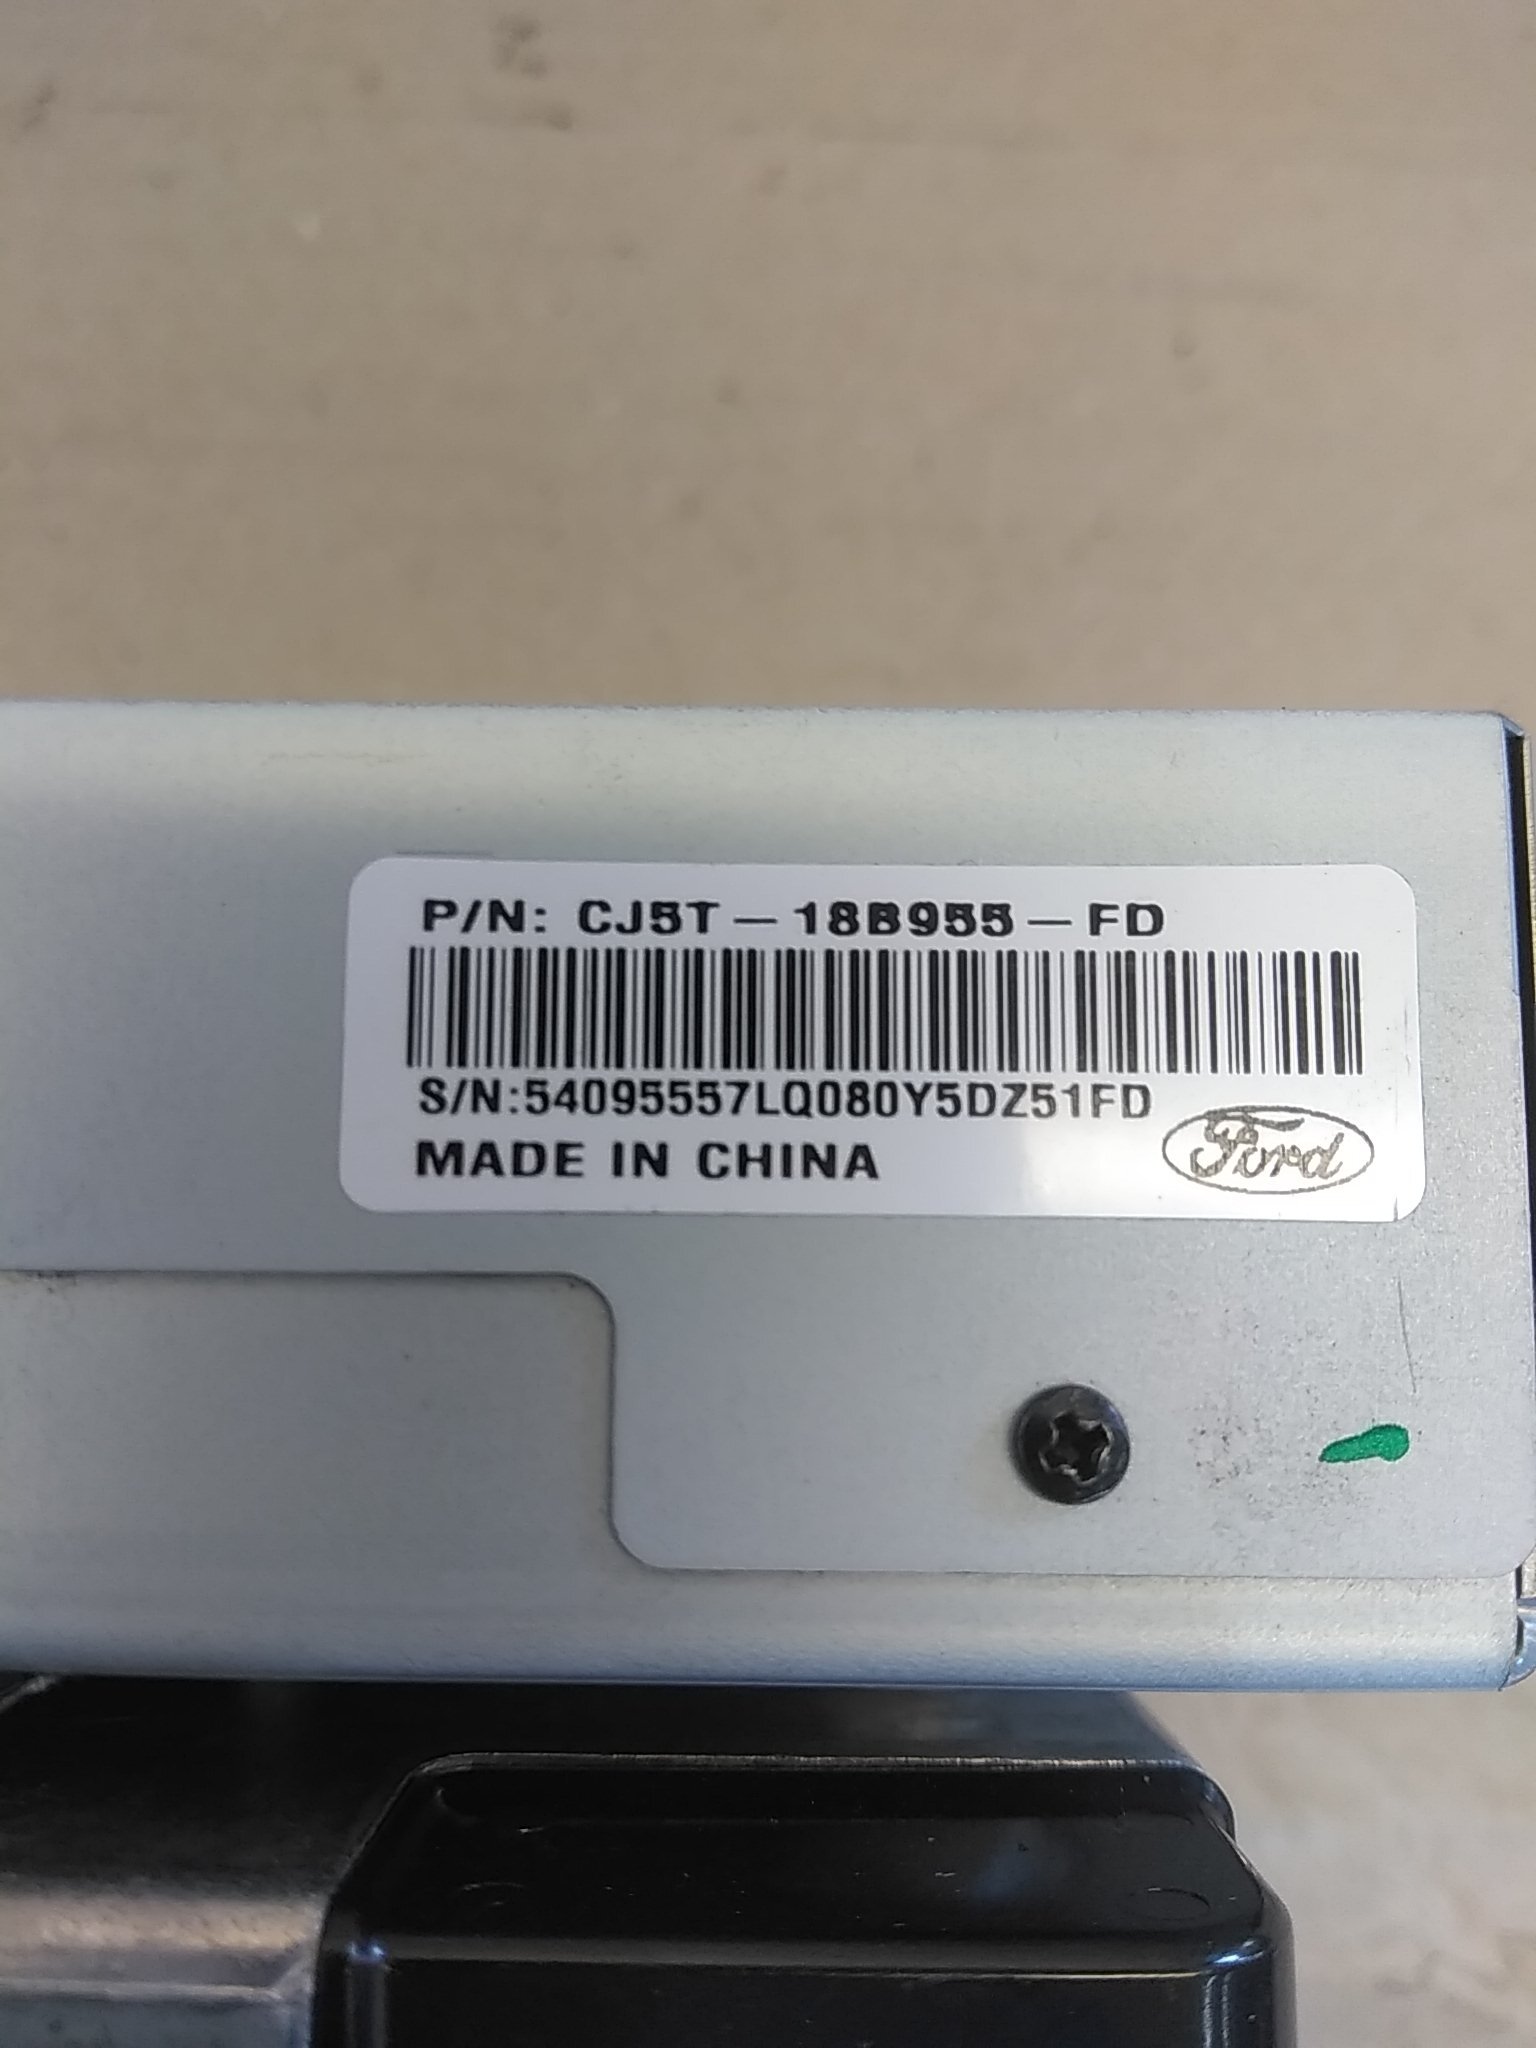 P/N: CJ5T-18B955-FD
S/N:54095557LQ080Y5DZ51FD
MADE IN CHINA
Ford